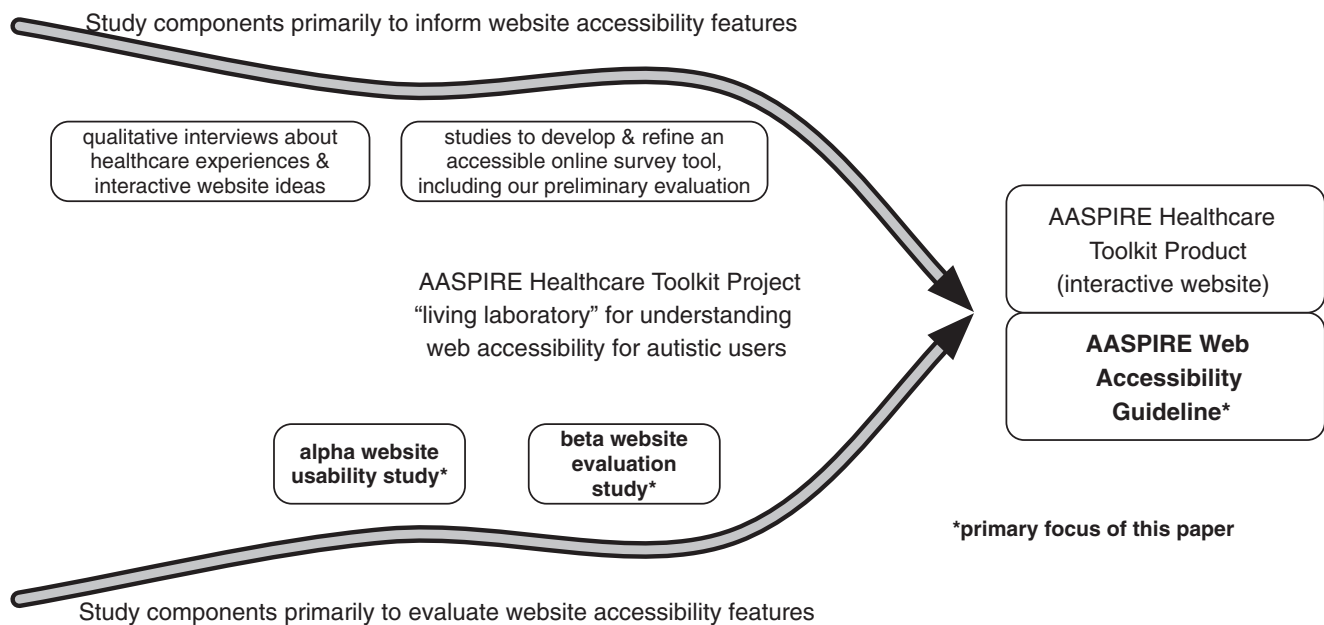 Study components primarily to inform website accessibility features
qualitative interviews about
healthcare experiences &
interactive website ideas
studies to develop & refine an
accessible online survey tool,
including our preliminary evaluation
AASPIRE Healthcare Toolkit Project
“living laboratory” for understanding
web accessibility for autistic users
AASPIRE Healthcare
Toolkit Product
(interactive website)
AASPIRE Web
Accessibility
Guideline*
alpha website
usability study*
beta website
evaluation
study*
*primary focus of this paper
Study components primarily to evaluate website accessibility features